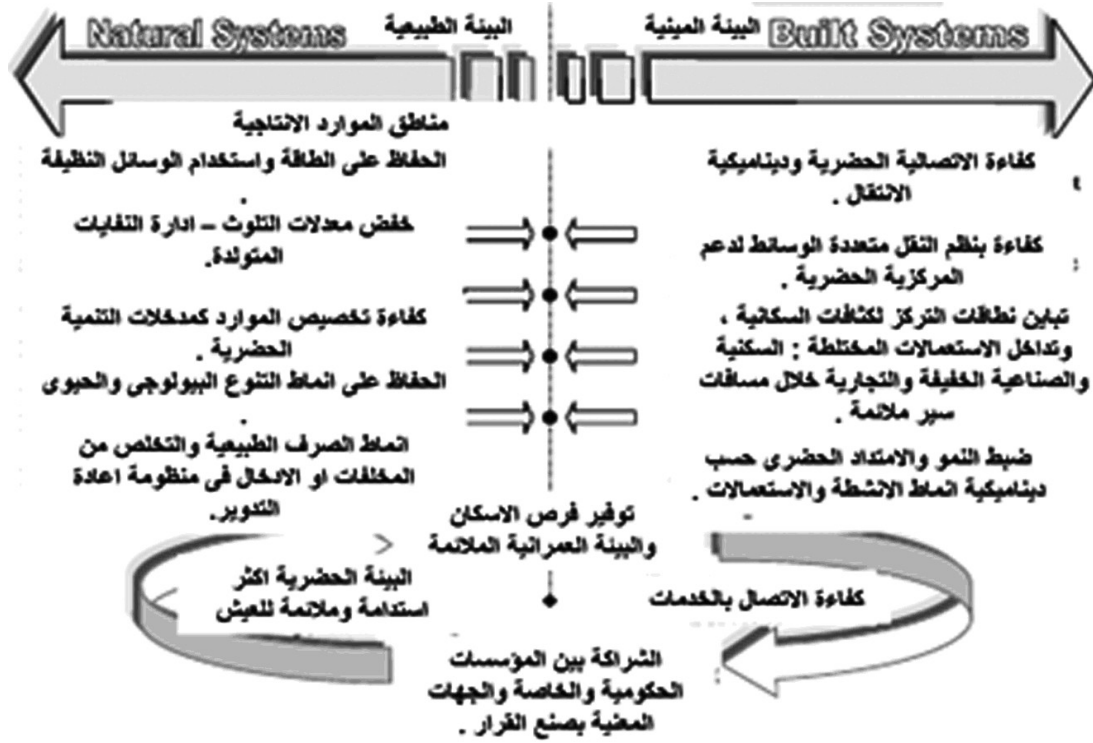 Natural Systems
البيئة الطبيعية
البيئة المبنية
Built Systems
مناطق الموارد الانتاجية
الحفاظ على الطاقة واستخدام الوسائل النظيفة
.
خفض معدلات التلوث – ادارة النفايات
المتولدة.
كفاءة تخصيص الموارد كمدخلات التنمية
الحضرية .
الحفاظ على انماط التنوع البيولوجى والحيوى
.
انماط الصرف الطبيعية والتخلص من
المخلفات او الادخال فى منظومة اعادة
التدوير.
كفاءة الاتصالية الحضرية وديناميكية
الانتقال .
كفاءة بنظم النقل متعددة الوسائط لدعم
المركزية الحضرية .
تباين نطاقات التركز لكثافات السكانية ،
وتداخل الاستعمالات المختلطة : السكنية
والصناعية الخفيفة والتجارية خلال مسافات
سير ملائمة .
ضبط النمو والامتداد الحضرى حسب
ديناميكية انماط الانشطة والاستعمالات .
توفير فرص الاسكان
والبيئة العمرانية الملائمة
البيئة الحضرية اكثر
استدامة وملائمة للعيش
كفاءة الاتصال بالخدمات
الشراكة بين المؤسسات
الحكومية والخاصة والجهات
المعنية بصنع القرار .